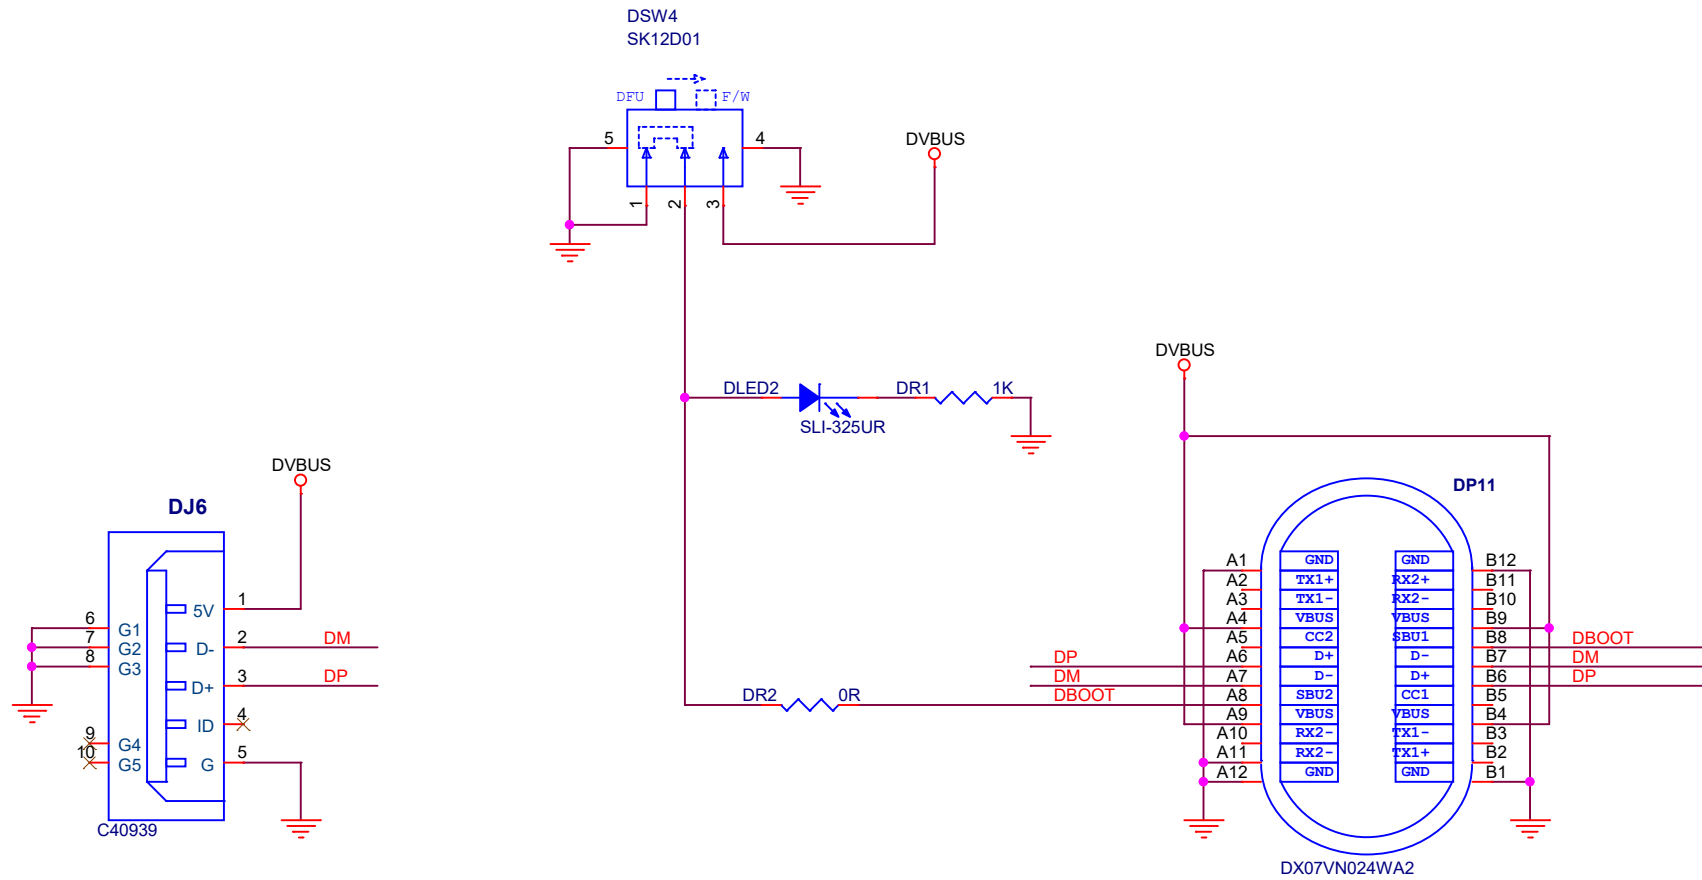 DSW4
SK12D01
DFU
F/W
5
4
1
2
3
DVBUS
DLED2
SLI-325UR
DR1
1K
DVBUS
DR2
0R
DP
DM
DBOOT
DVBUS
DJ6
1
5V
2
D-
DM
3
D+
DP
4
ID
5
G
6
G1
7
G2
8
G3
9
G4
10
G5
C40939
DP11
A1 GND GND B12
A2 TX1+ RX2+ B11
A3 TX1- RX2- B10
A4 VBUS VBUS B9
A5 CC2 SBU1 B8 DBOOT
A6 D+ D- B7 DM
A7 D- D+ B6 DP
A8 SBU2 CC1 B5
A9 VBUS VBUS B4
A10 RX2- TX1- B3
A11 RX2- TX1+ B2
A12 GND GND B1
DX07VN024WA2